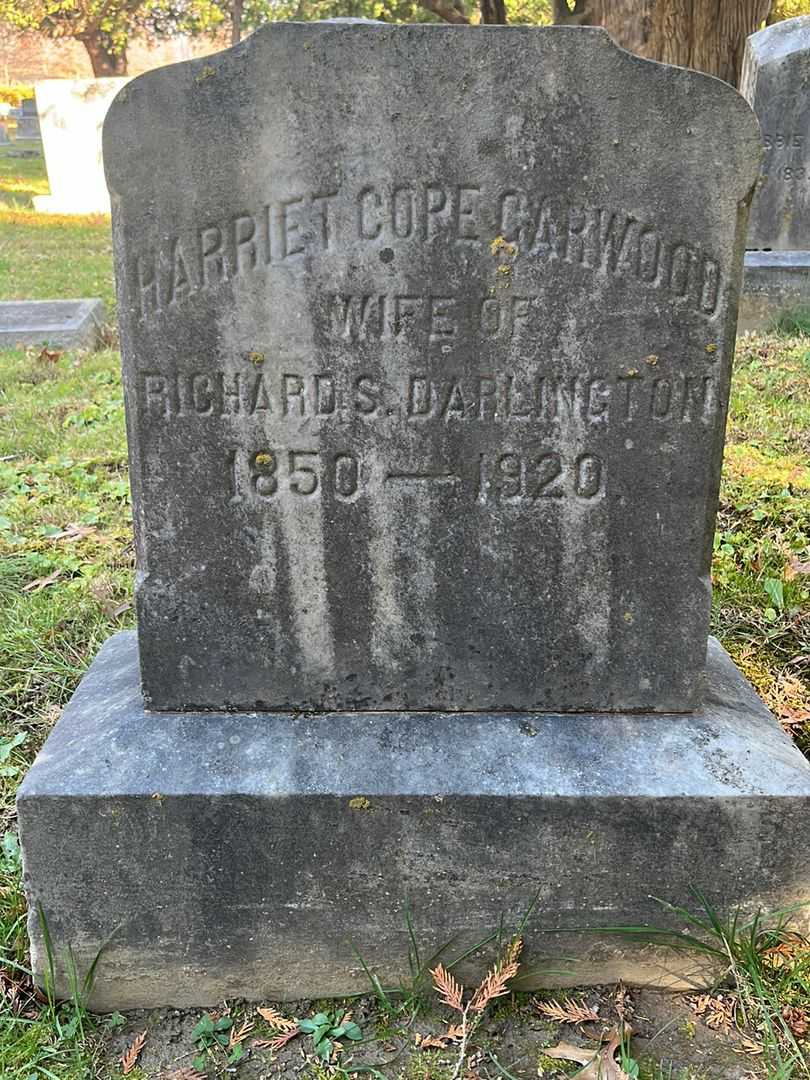 HARRIET COPE GARWOOD
WIFE OF
RICHARD S. DARLINGTON
1850 — 1920